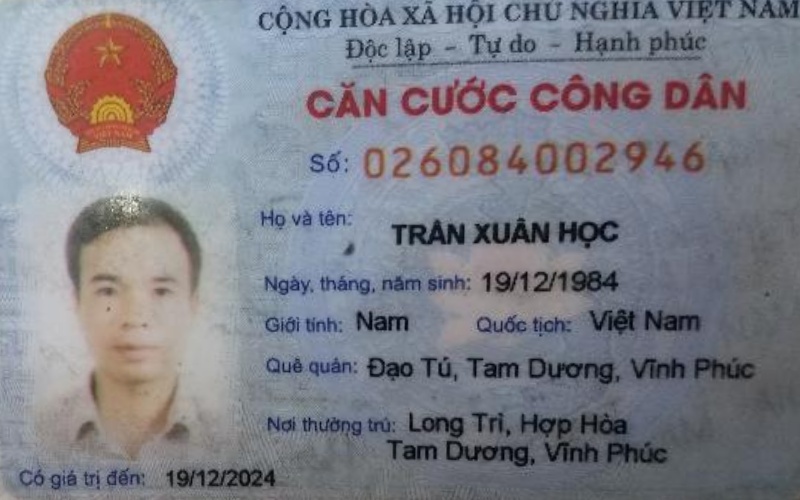 CỘNG HÒA XÃ HỘI CHỦ NGHĨA VIỆT NAM
Độc lập - Tự do - Hạnh phúc
CĂN CƯỚC CÔNG DÂN
Số: 026084002946
Họ và tên: TRẦN XUÂN HỌC
Ngày, tháng, năm sinh: 19/12/1984
Giới tính: Nam Quốc tịch: Việt Nam
Quê quán: Đạo Tú, Tam Dương, Vĩnh Phúc
Nơi thường trú: Long Trì, Hợp Hòa
Tam Dương, Vĩnh Phúc
Có giá trị đến: 19/12/2024